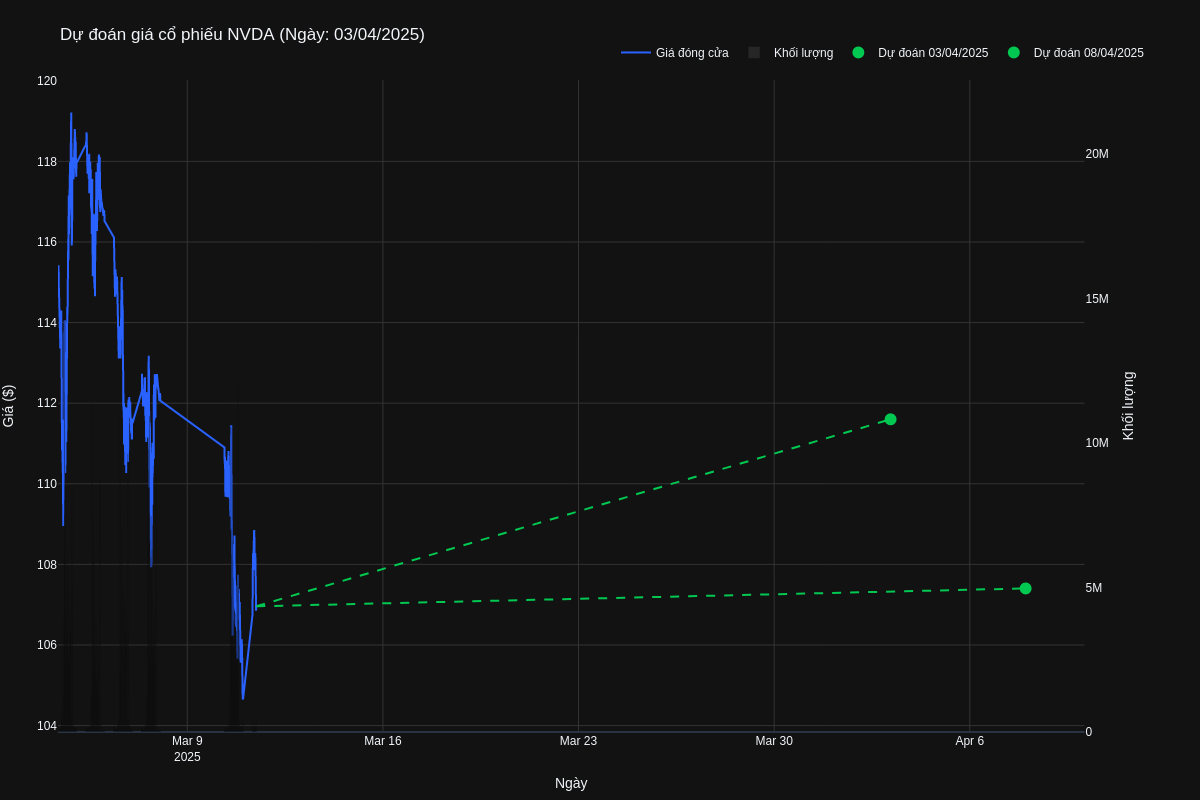 Dự đoán giá cổ phiếu NVDA (Ngày: 03/04/2025)
Giá đóng cửa
Khối lượng
Dự đoán 03/04/2025
Dự đoán 08/04/2025
120
118
116
114
112
110
108
106
104
Giá ($)
20M
15M
10M
5M
0
Khối lượng
Mar 9
2025
Mar 16
Mar 23
Mar 30
Apr 6
Ngày